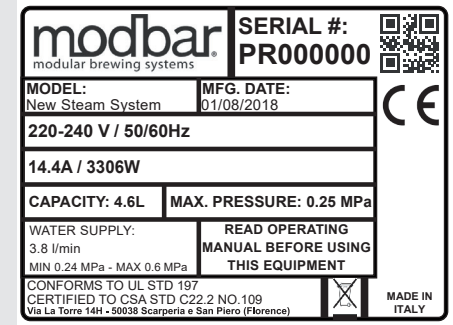 modbar.
modular brewing systems
SERIAL #:
PR000000
MODEL:
New Steam System
MFG. DATE:
01/08/2018
CE
220-240 V / 50/60Hz
14.4A / 3306W
CAPACITY: 4.6L
MAX. PRESSURE: 0.25 MPa
WATER SUPPLY:
3.8 l/min
MIN 0.24 MPa - MAX 0.6 MPa
READ OPERATING
MANUAL BEFORE USING
THIS EQUIPMENT
CONFORMS TO UL STD 197
CERTIFIED TO CSA STD C22.2 NO.109
Via La Torre 14H - 50038 Scarperia e San Piero (Florence)
MADE IN
ITALY